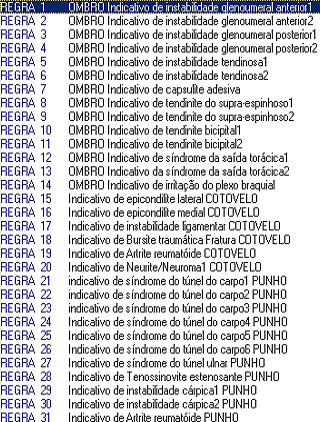 REGRA 1 OMBRO Indicativo de instabilidade glenoumeral anterior1
REGRA 2 OMBRO Indicativo de instabilidade glenoumeral anterior2
REGRA 3 OMBRO Indicativo de instabilidade glenoumeral posterior1
REGRA 4 OMBRO Indicativo de instabilidade glenoumeral posterior2
REGRA 5 OMBRO Indicativo de instabilidade tendinosa1
REGRA 6 OMBRO Indicativo de instabilidade tendinosa2
REGRA 7 OMBRO Indicativo de capsulite adesiva
REGRA 8 OMBRO Indicativo de tendinite do supra-espinhoso1
REGRA 9 OMBRO Indicativo de tendinite do supra-espinhoso2
REGRA 10 OMBRO Indicativo de tendinite bicipital1
REGRA 11 OMBRO Indicativo de tendinite bicipital2
REGRA 12 OMBRO Indicativo de síndrome da saída torácica1
REGRA 13 OMBRO Indicativo de síndrome da saída torácica2
REGRA 14 OMBRO Indicativo de irritação do plexo braquial
REGRA 15 Indicativo de epicondilite lateral COTOVELO
REGRA 16 Indicativo de epicondilite medial COTOVELO
REGRA 17 Indicativo de instabilidade ligamentar COTOVELO
REGRA 18 Indicativo de Bursite traumática Fratura COTOVELO
REGRA 19 Indicativo de Artrite reumatóide COTOVELO
REGRA 20 Indicativo de Neurite/Neuroma1 COTOVELO
REGRA 21 indicativo de síndrome do túnel do carpo1 PUNHO
REGRA 22 indicativo de síndrome do túnel do carpo2 PUNHO
REGRA 23 indicativo de síndrome do túnel do carpo3 PUNHO
REGRA 24 indicativo de síndrome do túnel do carpo4 PUNHO
REGRA 25 Indicativo de síndrome do túnel do carpo5 PUNHO
REGRA 26 Indicativo de síndrome do túnel do carpo6 PUNHO
REGRA 27 Indicativo de síndrome do túnel ulnar PUNHO
REGRA 28 Indicativo de Tenossinovite estenosante PUNHO
REGRA 29 Indicativo de instabilidade cárpica1 PUNHO
REGRA 30 Indicativo de instabilidade cárpica2 PUNHO
REGRA 31 Indicativo de Artrite reumatóide PUNHO